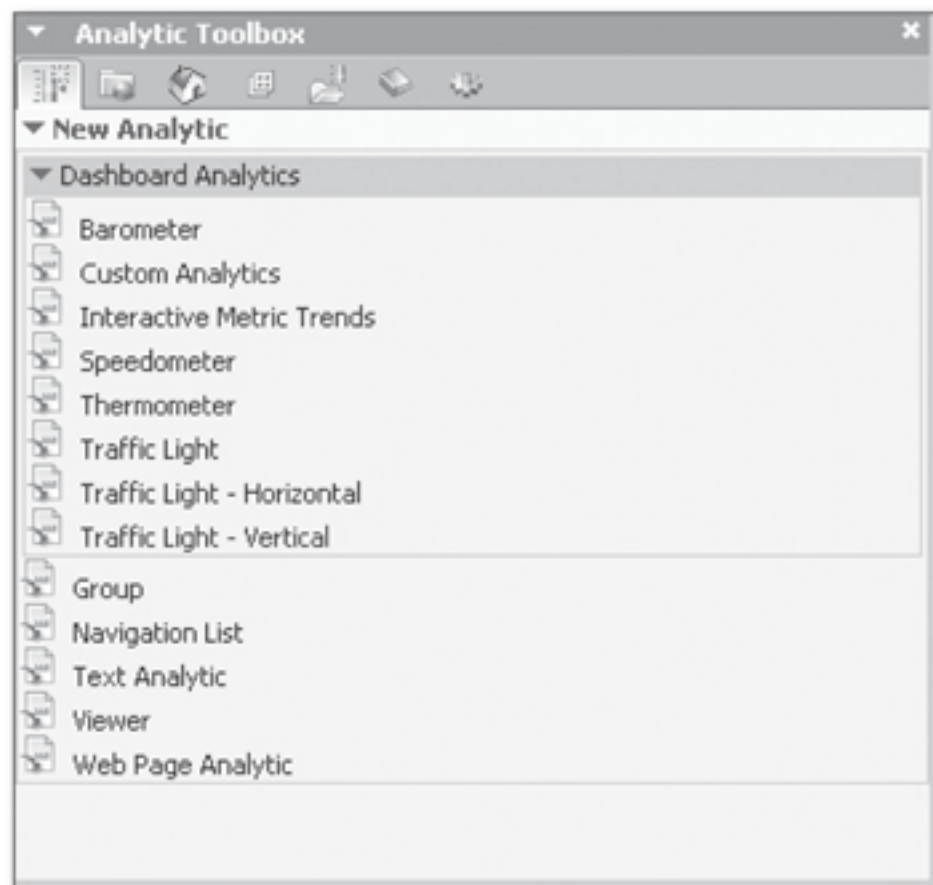 Analytic Toolbox
New Analytic
Dashboard Analytics
Barometer
Custom Analytics
Interactive Metric Trends
Speedometer
Thermometer
Traffic Light
Traffic Light - Horizontal
Traffic Light - Vertical
Group
Navigation List
Text Analytic
Viewer
Web Page Analytic